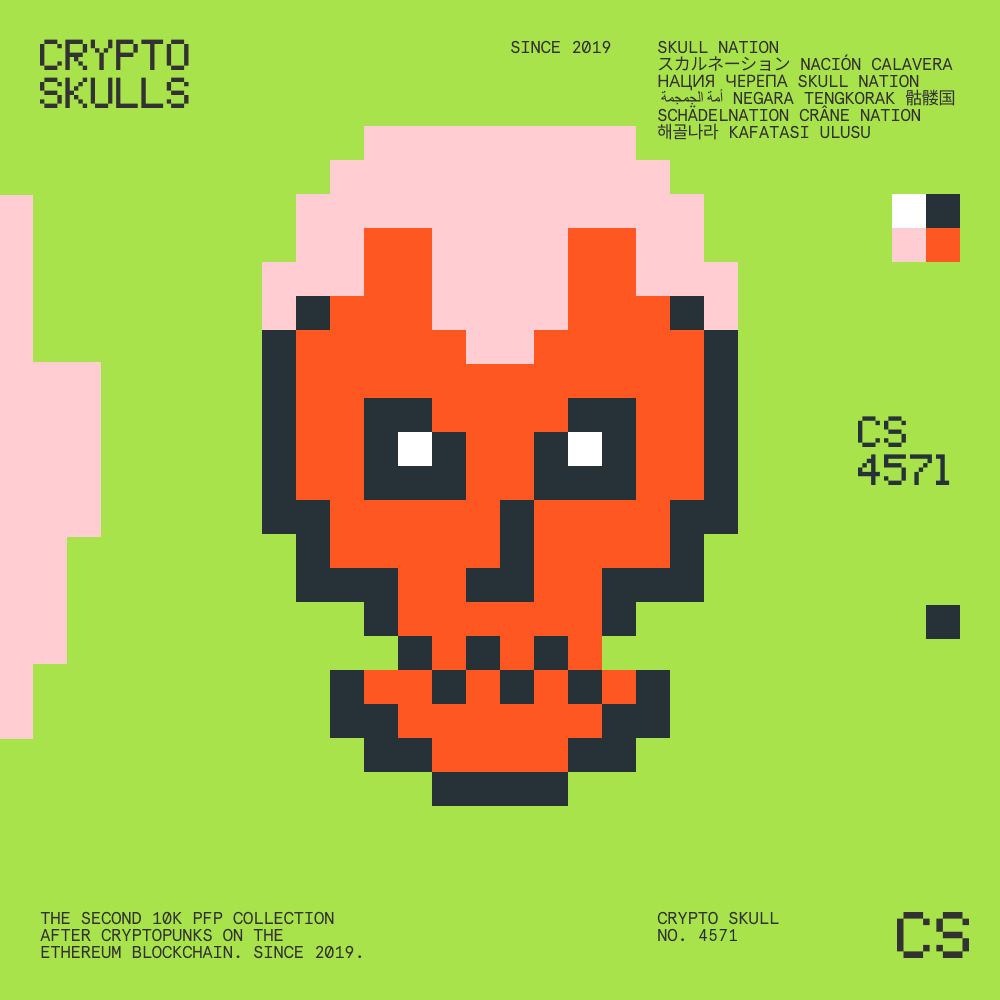 CRYPTO
SKULLS
SINCE 2019
SKULL NATION
スカルネーション NACIÓN CALAVERA
НАЦИЯ ЧЕРЕПА SKULL NATION
أمة الجمجمة NEGARA TENGKORAK 骷髅国
SCHÄDELNATION CRÂNE NATION
해골나라 KAFATASI ULUSU
CS
4571
THE SECOND 10K PFP COLLECTION
AFTER CRYPTOPUNKS ON THE
ETHEREUM BLOCKCHAIN. SINCE 2019.
CRYPTO SKULL
NO. 4571
CS